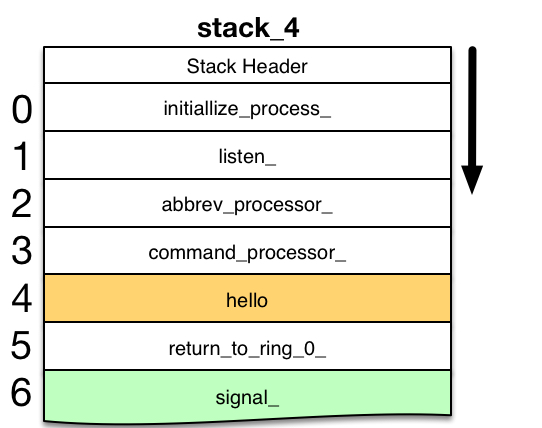 stack_4
Stack Header
0 initiallize_process_
1 listen_
2 abbrev_processor_
3 command_processor_
4 hello
5 return_to_ring_0_
6 signal_